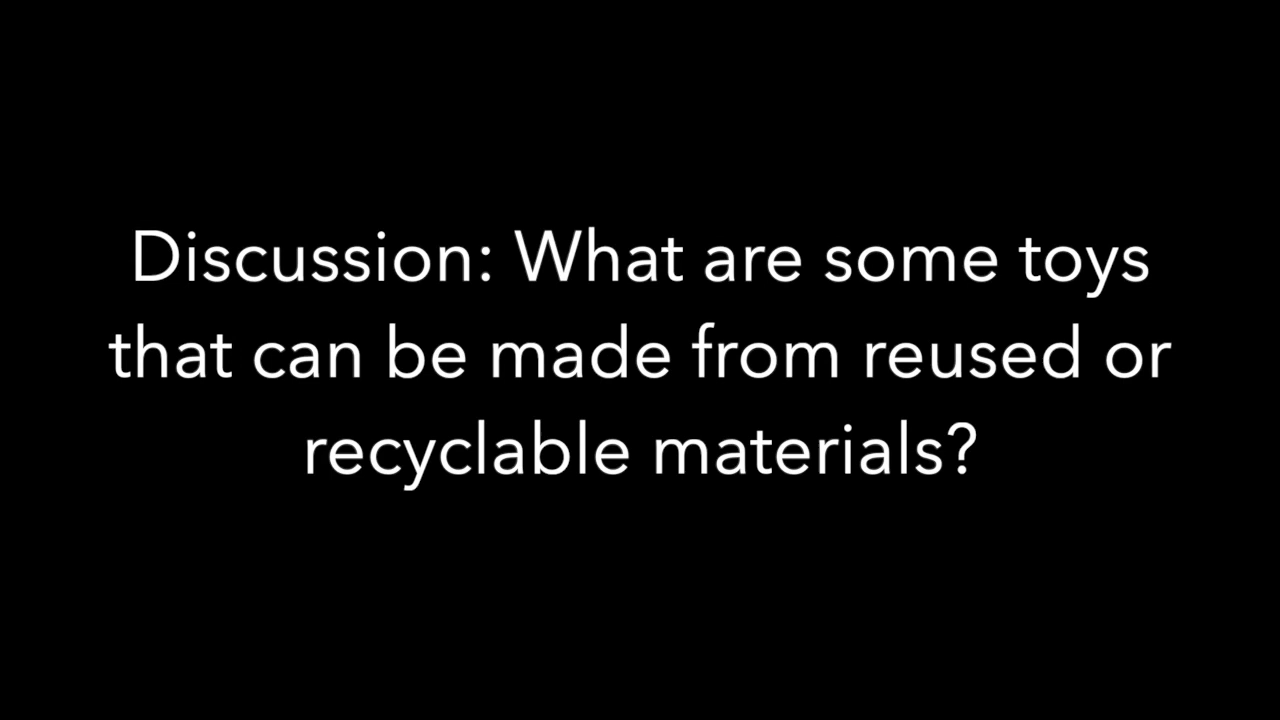 Discussion: What are some toys
that can be made from reused or
recyclable materials?